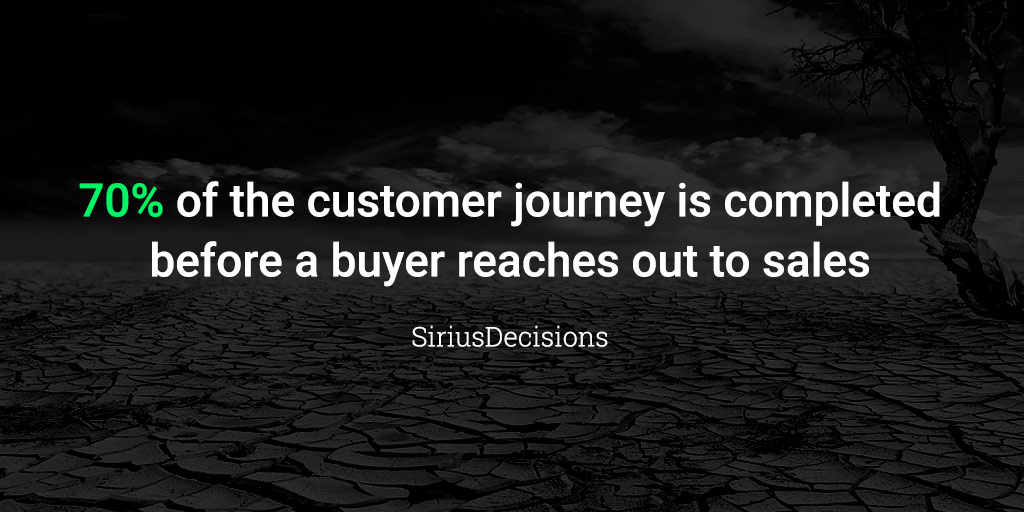 70% of the customer journey is completed
before a buyer reaches out to sales
SiriusDecisions